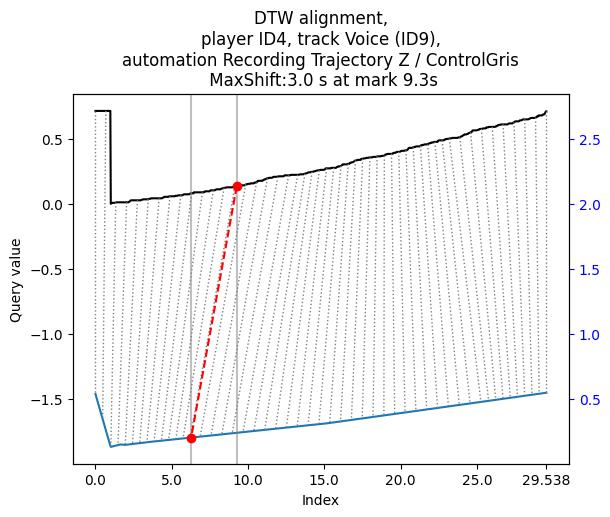 DTW alignment,
player ID4, track Voice (ID9),
automation Recording Trajectory Z / ControlGris
MaxShift:3.0 s at mark 9.3s
0.5
0.0
−0.5
−1.0
−1.5
Query value
2.5
2.0
1.5
1.0
0.5
0.0 5.0 10.0 15.0 20.0 25.0 29.538
Index